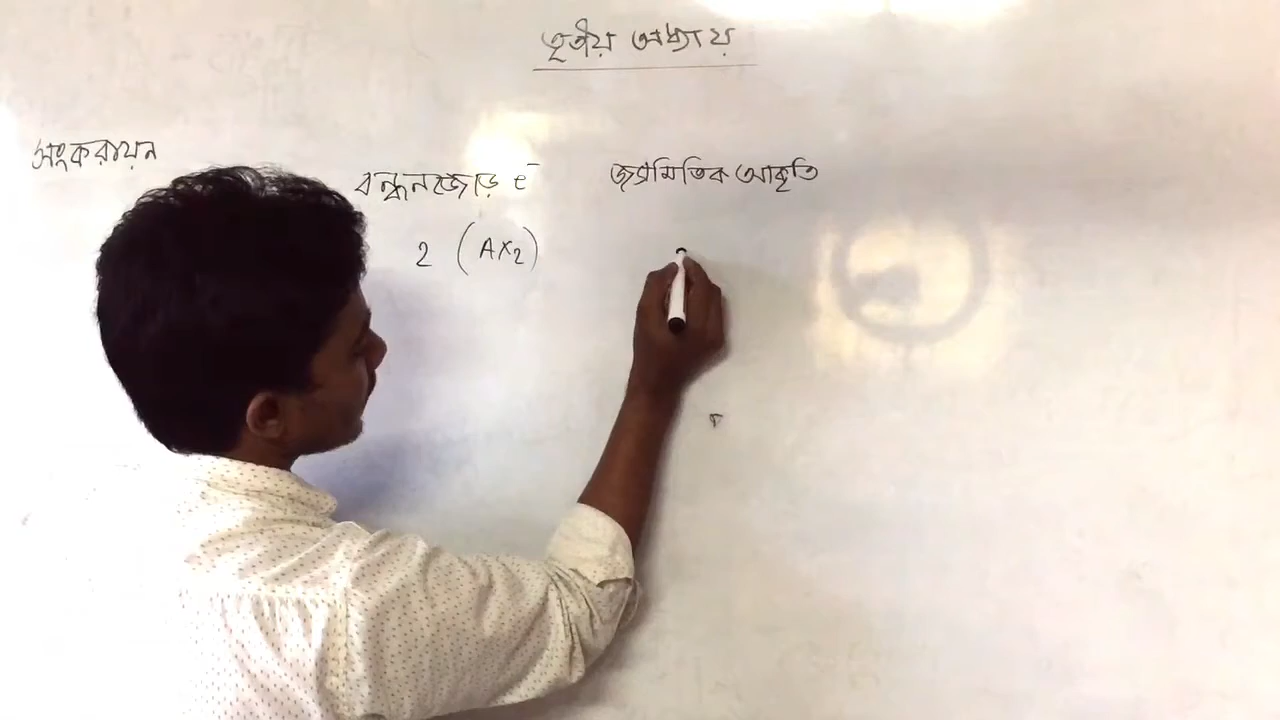 তৃতীয় অধ্যায়
সংকরায়ন বন্ধনজোড় e⁻ জ্যামিতিক আকৃতি
2 (AX₂)